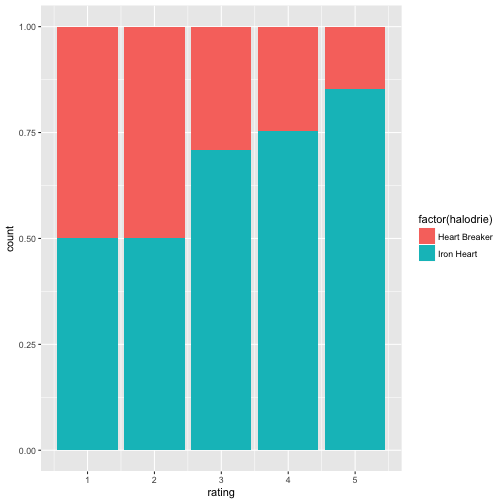 1.00
0.75
0.50
0.25
0.00
count
1 2 3 4 5
rating
factor(halodrie)
Heart Breaker
Iron Heart